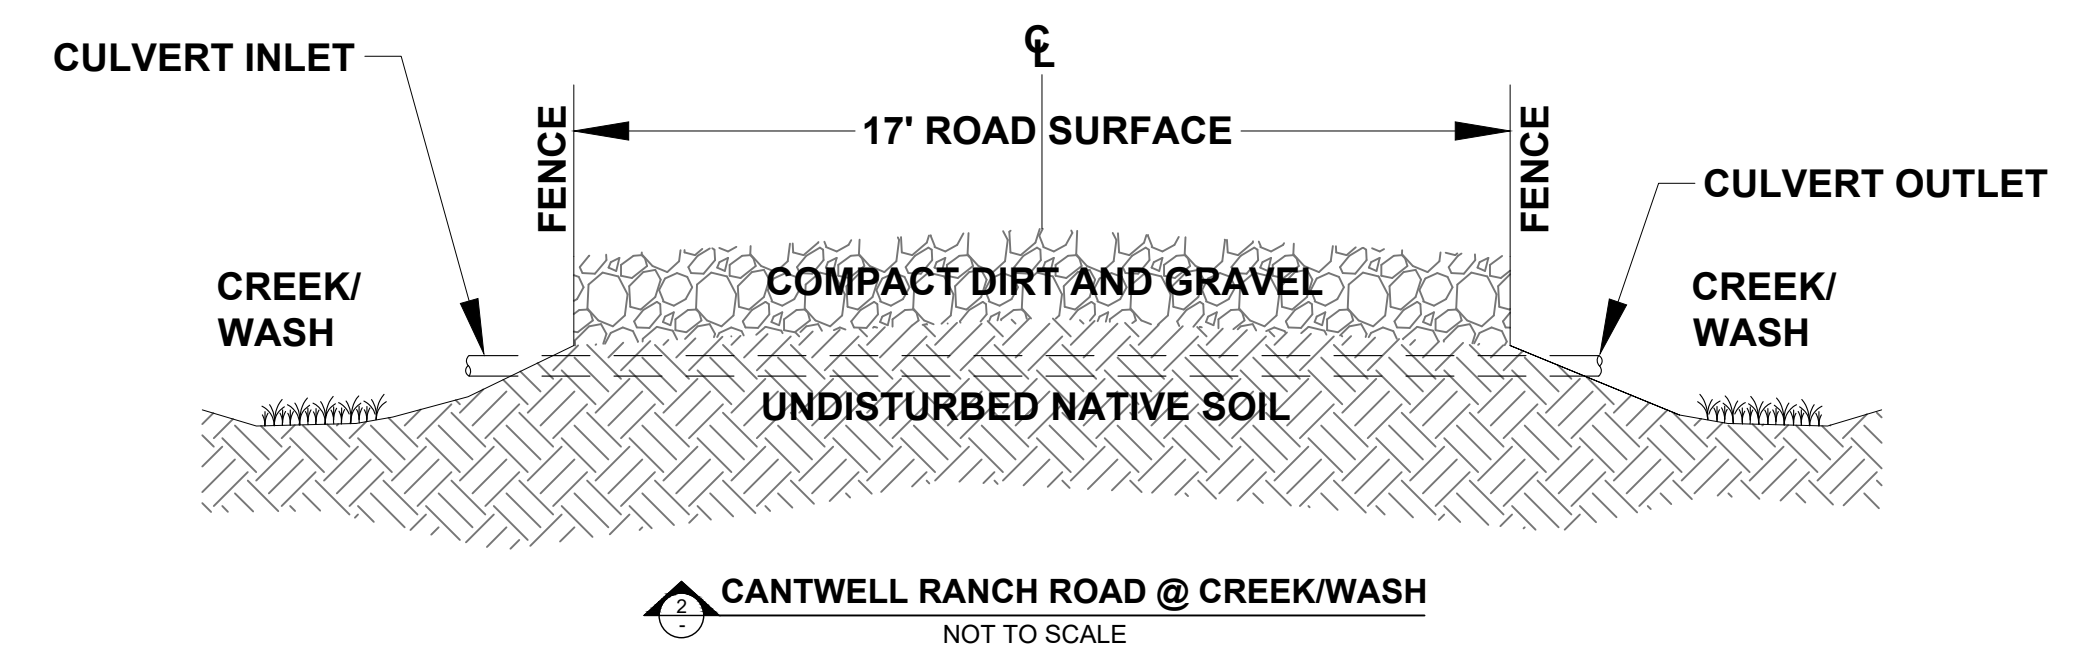 CULVERT INLET
℄
FENCE
17' ROAD SURFACE
FENCE
CULVERT OUTLET
CREEK/
WASH
COMPACT DIRT AND GRAVEL
CREEK/
WASH
UNDISTURBED NATIVE SOIL
2
-
CANTWELL RANCH ROAD @ CREEK/WASH
NOT TO SCALE